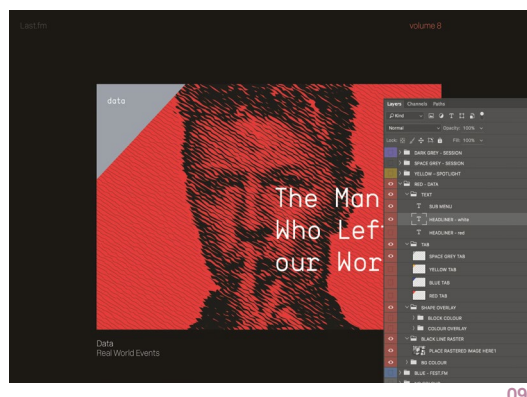 Last.fm
volume 8
data
The Man
Who Lef
our Wor
Data
Real World Events
Layers Channels Paths
Kind
Normal Opacity: 100%
Lock: Fill: 100%
DARK GREY - SESSION
SPACE GREY - SESSION
YELLOW - SPOTLIGHT
RED - DATA
TEXT
SUB MENU
HEADLINER - white
HEADLINER - red
TAB
SPACE GREY TAB
YELLOW TAB
BLUE TAB
RED TAB
SHAPE OVERLAY
BLOCK COLOUR
COLOUR OVERLAY
BLACK LINE RASTER
PLACE RASTERED IMAGE HERE1
BG COLOUR
BLUE - FEST.FM
09